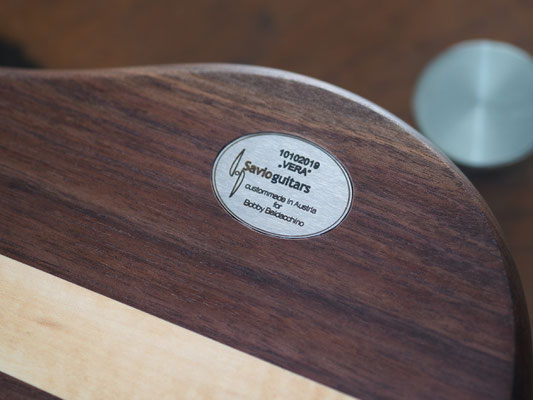 10102019
„VERA“
Savioguitars
custommade in Austria
for
Bobby Baldacchino